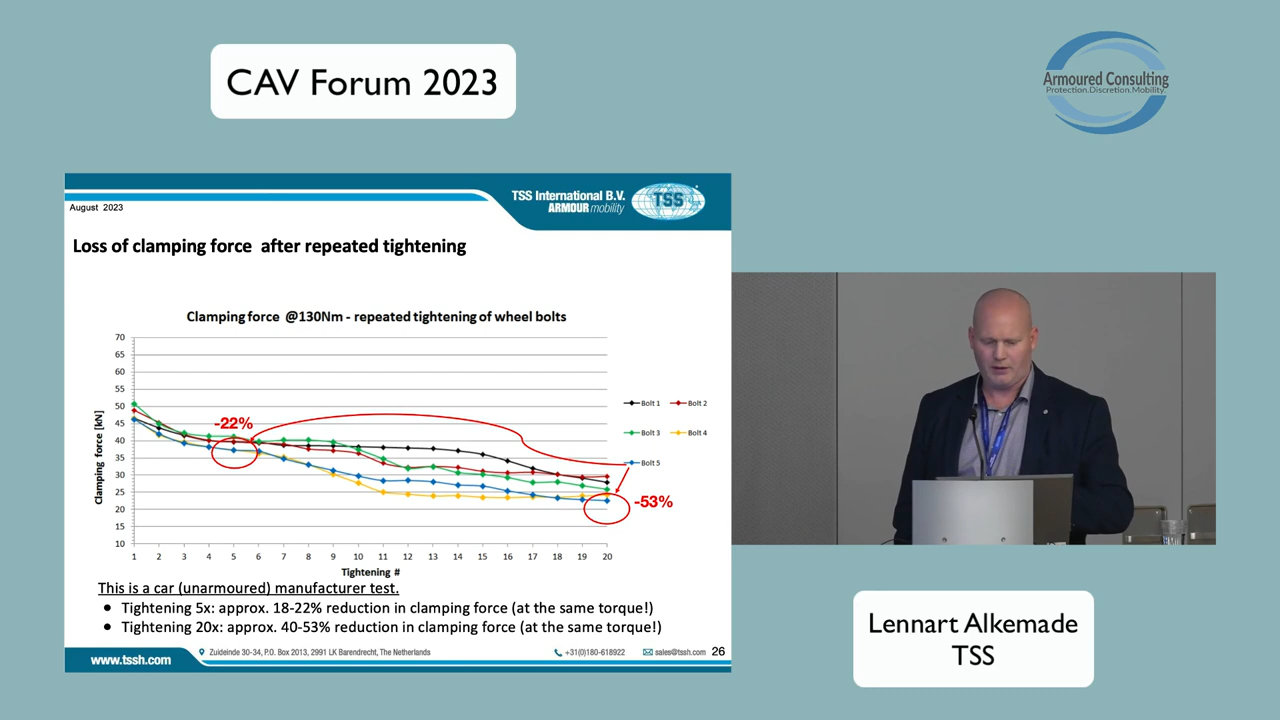 CAV Forum 2023
Armoured Consulting
Protection.Discretion.Mobility.
TSS International B.V.
ARMOUR mobility
TSS
August 2023
Loss of clamping force after repeated tightening
Clamping force @130Nm - repeated tightening of wheel bolts
70
65
60
55
50
45
40
35
30
25
20
15
10
Clamping force [kN]
-22%
-53%
Bolt 1
Bolt 2
Bolt 3
Bolt 4
Bolt 5
1 2 3 4 5 6 7 8 9 10 11 12 13 14 15 16 17 18 19 20
Tightening #
This is a car (unarmoured) manufacturer test.
• Tightening 5x: approx. 18-22% reduction in clamping force (at the same torque!)
• Tightening 20x: approx. 40-53% reduction in clamping force (at the same torque!)
www.tssh.com
Zuideinde 30-34, P.O. Box 2013, 2991 LK Barendrecht, The Netherlands
+31(0)180-618922
sales@tssh.com
26
Lennart Alkemade
TSS